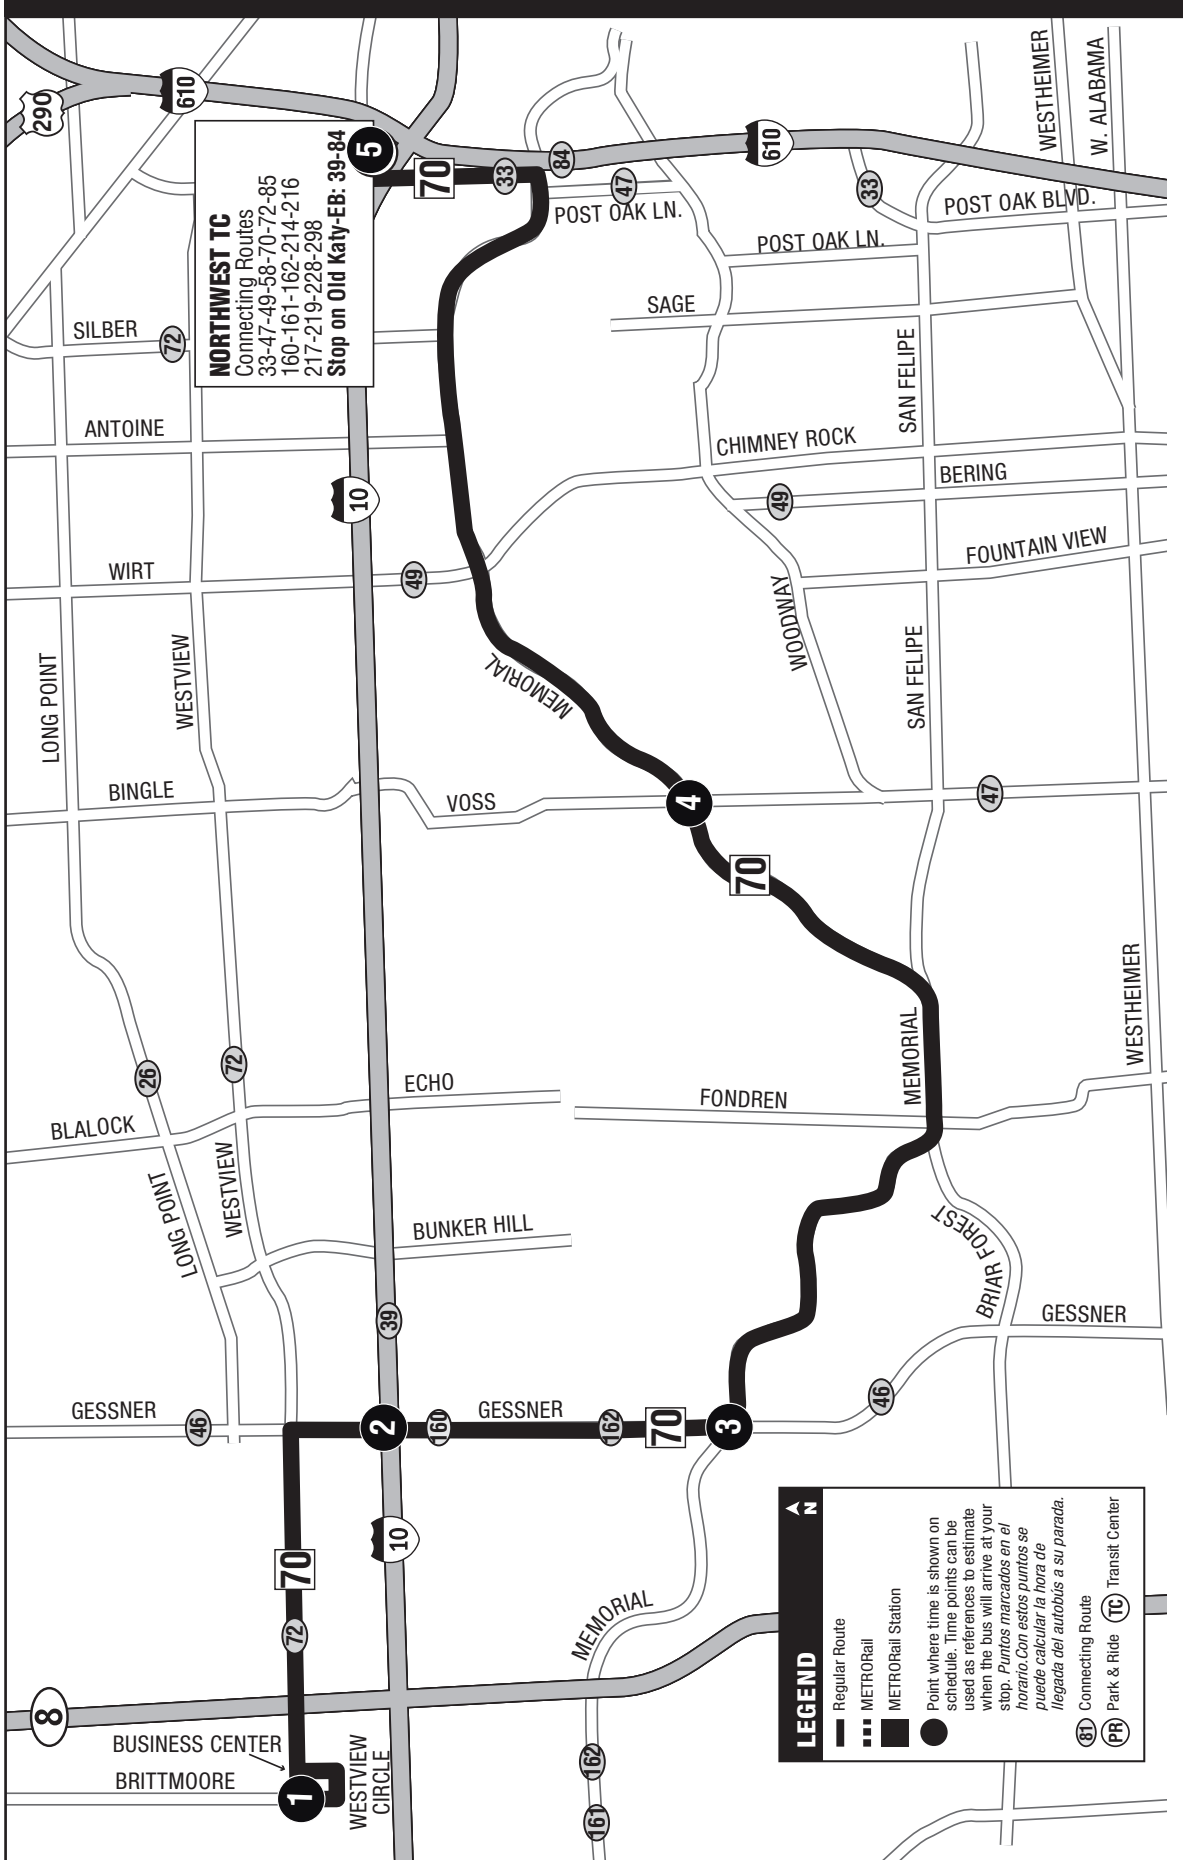 290
610
NORTHWEST TC
Connecting Routes
33-47-49-58-70-72-85
160-161-162-214-216
217-219-228-298
Stop on Old Katy-EB: 39-84
5
70
33
84
47
POST OAK LN.
610
33
WESTHEIMER
W. ALABAMA
POST OAK BLVD.
POST OAK LN.
SILBER
72
SAGE
SAN FELIPE
ANTOINE
CHIMNEY ROCK
BERING
10
49
FOUNTAIN VIEW
WIRT
49
WOODWAY
LONG POINT
WESTVIEW
MEMORIAL
SAN FELIPE
BINGLE
VOSS
4
47
70
WESTHEIMER
MEMORIAL
26
72
ECHO
FONDREN
BLALOCK
WESTVIEW
LONG POINT
BUNKER HILL
BRIAR FOREST
39
GESSNER
GESSNER
46
2
160
GESSNER
162
70
3
46
70
10
72
MEMORIAL
8
BUSINESS CENTER
BRITTMOORE
1
WESTVIEW
CIRCLE
162
161
LEGEND
N
Regular Route
METRORail
METRORail Station
Point where time is shown on
schedule. Time points can be
used as references to estimate
when the bus will arrive at your
stop. Puntos marcados en el
horario.Con estos puntos se
puede calcular la hora de
llegada del autobús a su parada.
81 Connecting Route
PR Park & Ride TC Transit Center